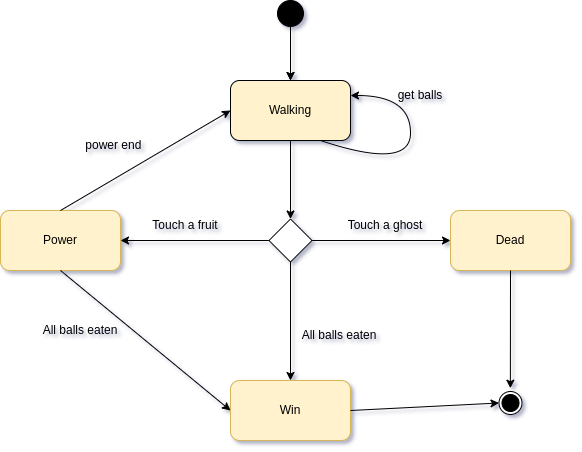 Walking
get balls
power end
Touch a fruit
Touch a ghost
Power
Dead
All balls eaten
All balls eaten
Win